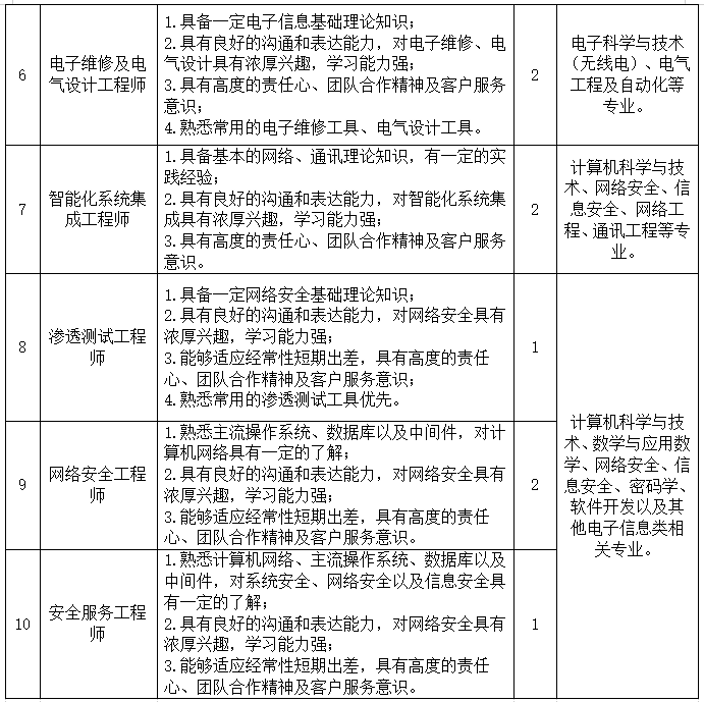 6
电子维修及电
气设计工程师
1.具备一定电子信息基础理论知识；
2.具有良好的沟通和表达能力，对电子维修、电
气设计具有浓厚兴趣，学习能力强；
3.具有高度的责任心、团队合作精神及客户服务
意识；
4.熟悉常用的电子维修工具、电气设计工具。
2
电子科学与技术
（无线电）、电气
工程及自动化等
专业。
7
智能化系统集
成工程师
1.具备基本的网络、通讯理论知识，有一定的实
践经验；
2.具有良好的沟通和表达能力，对智能化系统集
成具有浓厚兴趣，学习能力强；
3.具有高度的责任心、团队合作精神及客户服务
意识。
2
计算机科学与技
术、网络安全、信
息安全、网络工
程、通讯工程等专
业。
8
渗透测试工程
师
1.具备一定网络安全基础理论知识；
2.具有良好的沟通和表达能力，对网络安全具有
浓厚兴趣，学习能力强；
3.能够适应经常性短期出差，具有高度的责任
心、团队合作精神及客户服务意识；
4.熟悉常用的渗透测试工具优先。
1
计算机科学与技
术、数学与应用数
学、网络安全、信
息安全、密码学、
软件开发以及其
他电子信息类相
关专业。
9
网络安全工程
师
1.熟悉主流操作系统、数据库以及中间件，对计
算机网络具有一定的了解；
2.具有良好的沟通和表达能力，对网络安全具有
浓厚兴趣，学习能力强；
3.能够适应经常性短期出差，具有高度的责任
心、团队合作精神及客户服务意识。
2
10
安全服务工程
师
1.熟悉计算机网络、主流操作系统、数据库以及
中间件，对系统安全、网络安全以及信息安全具
有一定的了解；
2.具有良好的沟通和表达能力，对网络安全具有
浓厚兴趣，学习能力强；
3.能够适应经常性短期出差，具有高度的责任
心、团队合作精神及客户服务意识。
1